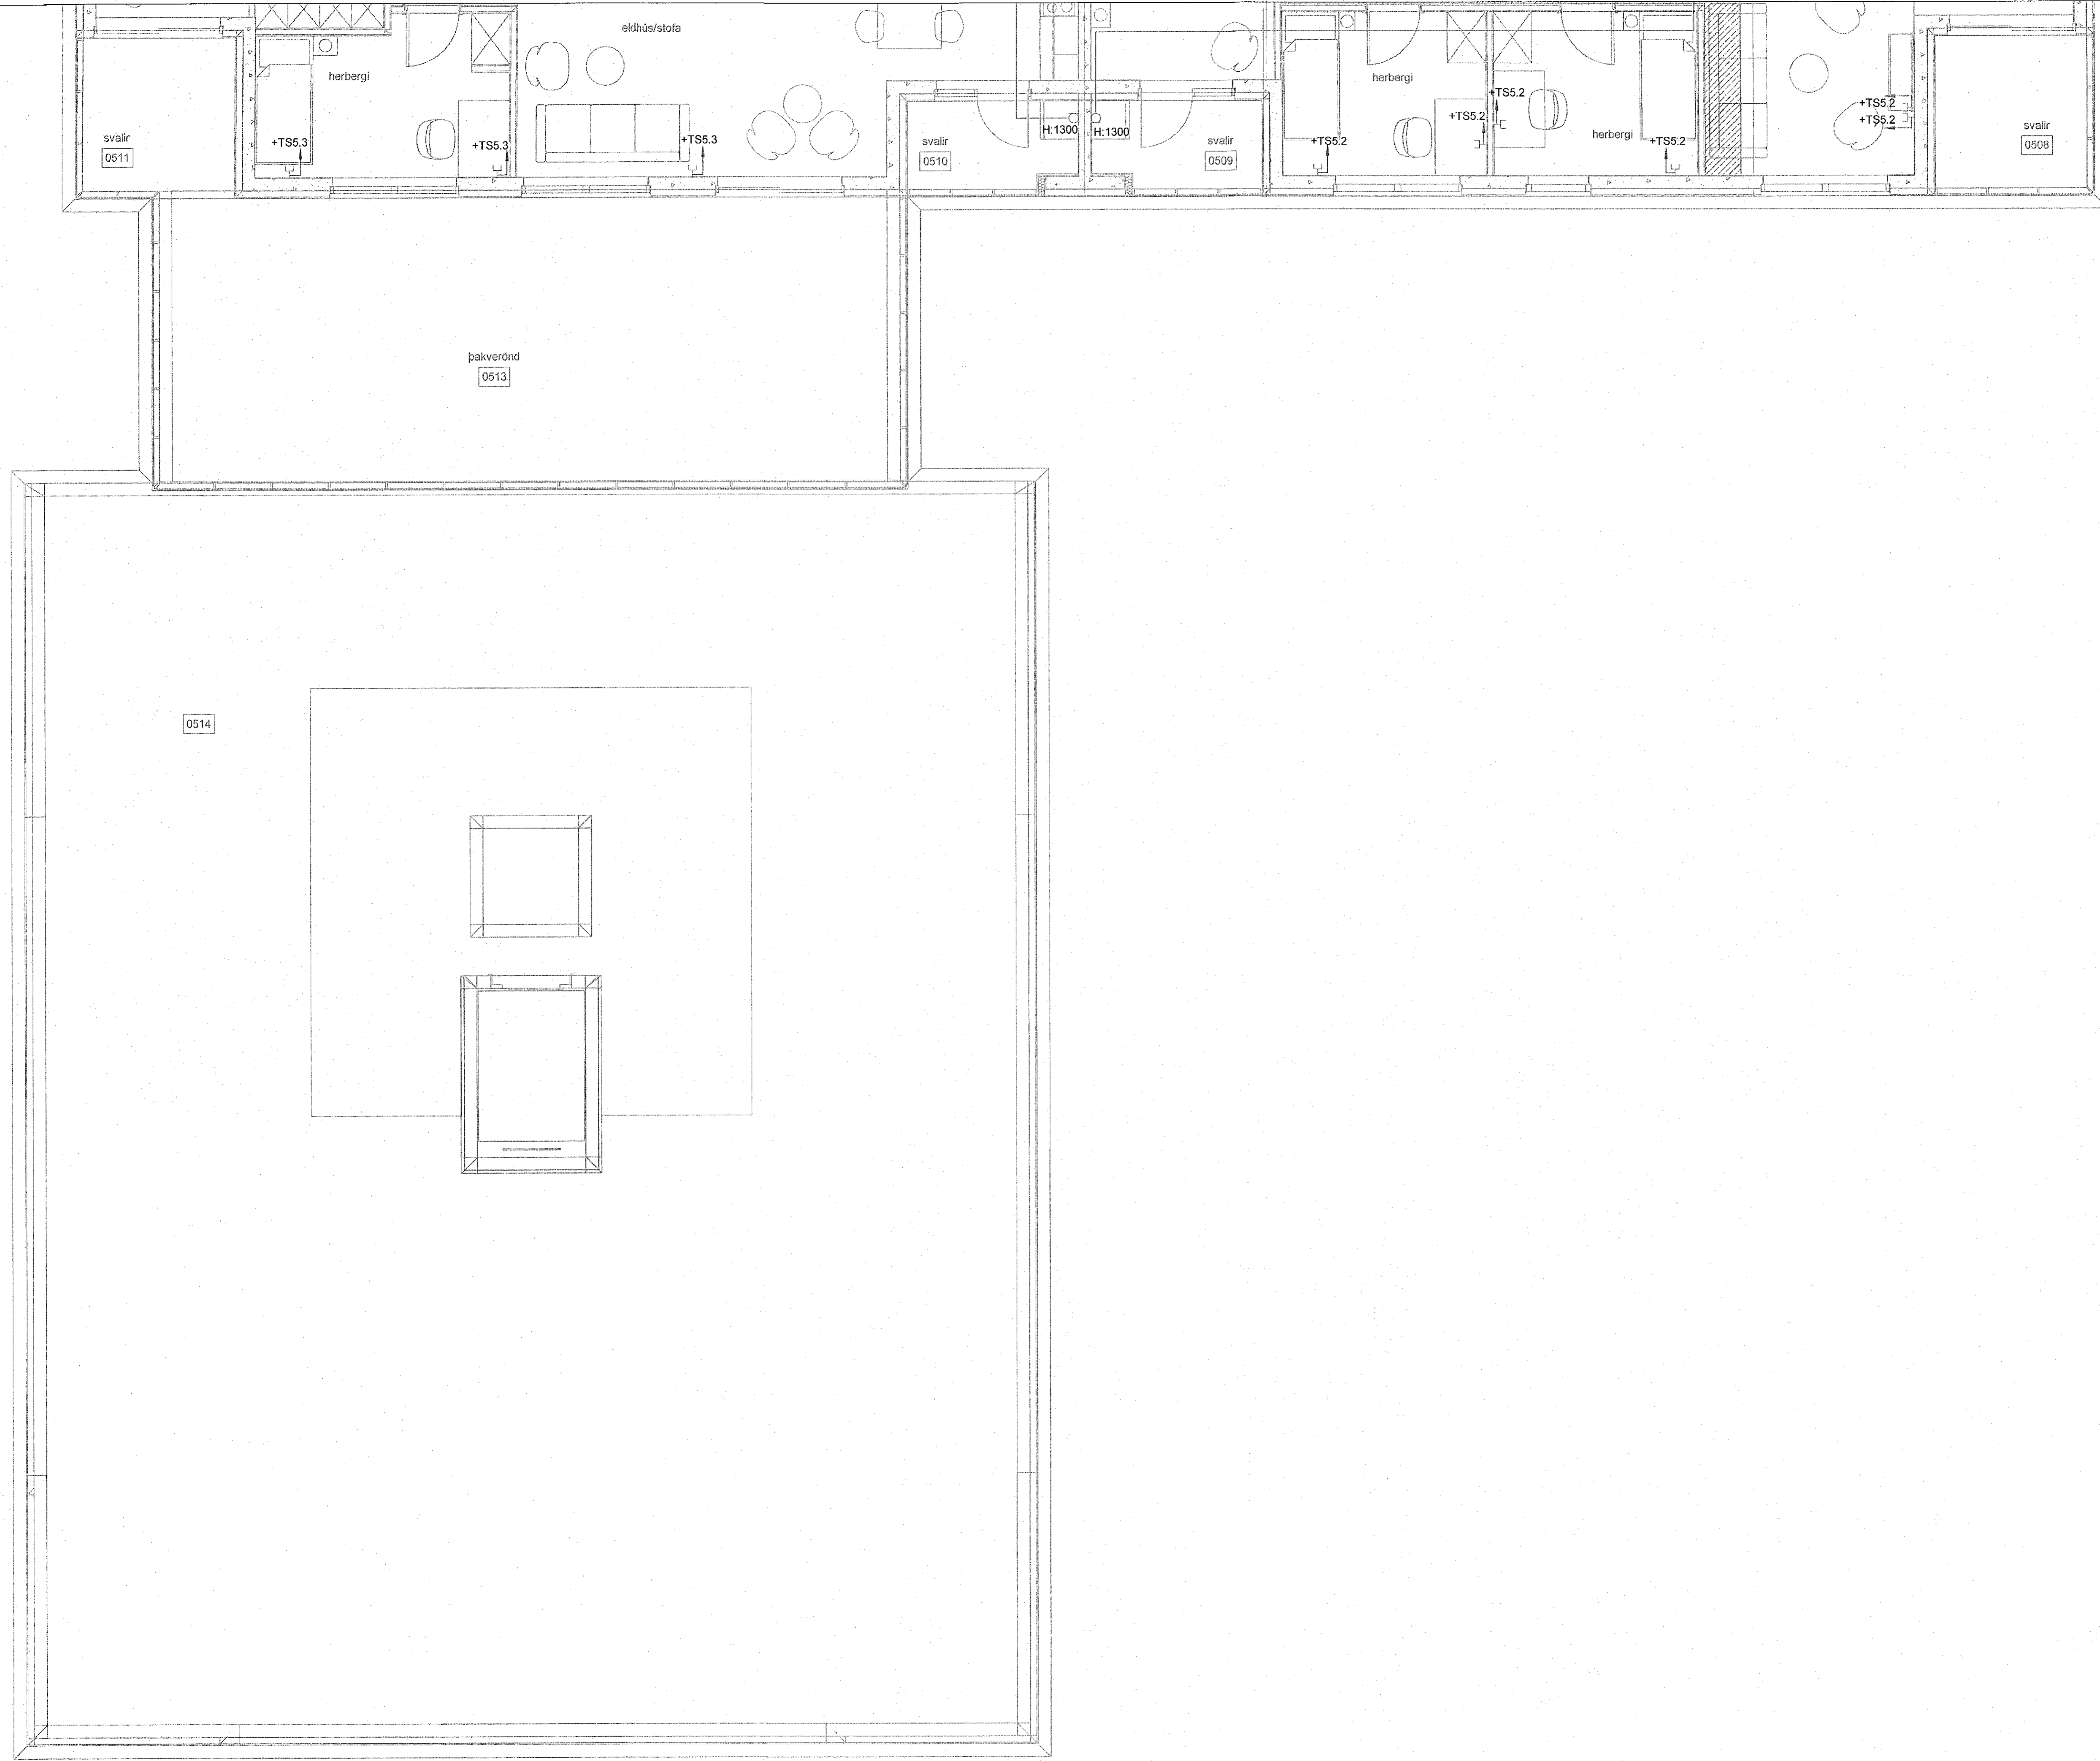 eldhús/stofa
herbergi
svalir
0511
+TS5.3
+TS5.3
+TS5.3
svalir
0510
H:1300
H:1300
svalir
0509
herbergi
+TS5.2
+TS5.2
+TS5.2
herbergi
+TS5.2
+TS5.2
+TS5.2
svalir
0508
þakverönd
0513
0514